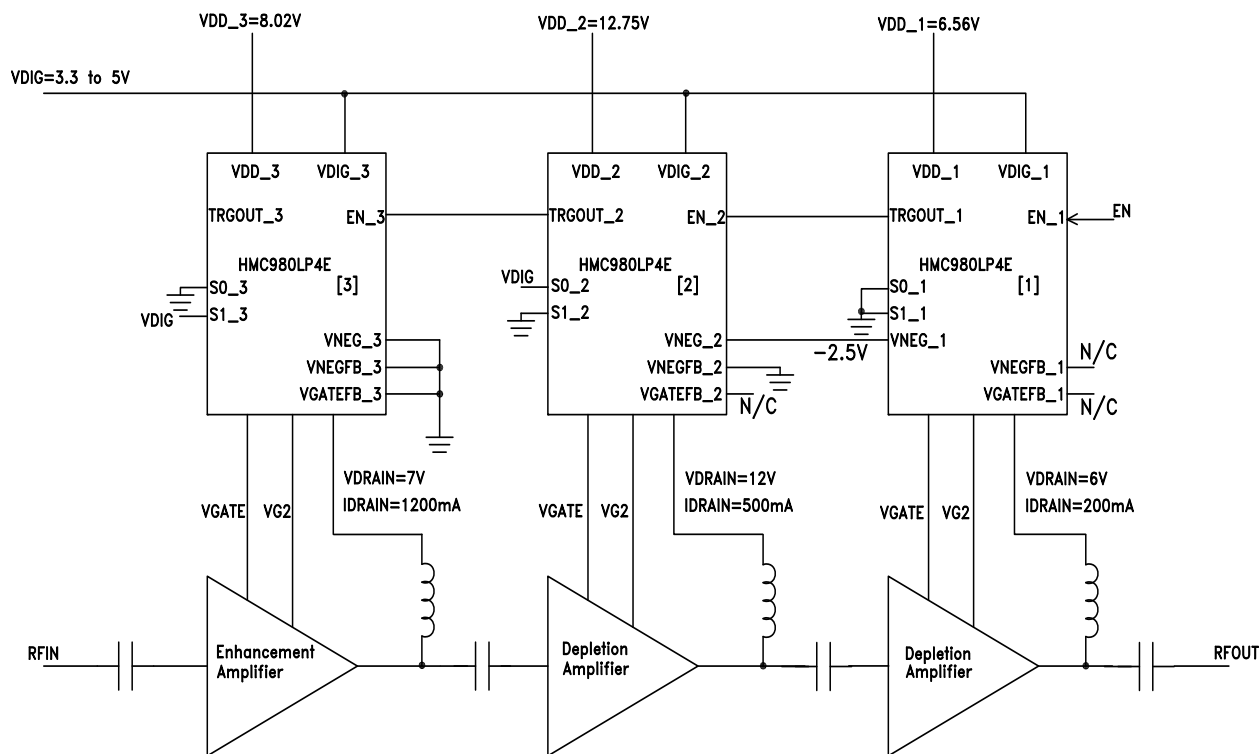 VDD_3=8.02V
VDD_2=12.75V
VDD_1=6.56V
VDIG=3.3 to 5V
VDD_3
VDIG_3
VDD_2
VDIG_2
VDD_1
VDIG_1
TRGOUT_3
EN_3
TRGOUT_2
EN_2
TRGOUT_1
EN_1
EN
HMC980LP4E
[3]
HMC980LP4E
[2]
HMC980LP4E
[1]
S0_3
VDIG
S1_3
VDIG
S0_2
S1_2
S0_1
S1_1
VNEG_3
VNEGFB_3
VGATEFB_3
VNEG_2
-2.5V
VNEG_1
VNEGFB_2
VGATEFB_2
N/C
VNEGFB_1
N/C
VGATEFB_1
N/C
VDRAIN=7V
IDRAIN=1200mA
VDRAIN=12V
IDRAIN=500mA
VDRAIN=6V
IDRAIN=200mA
VGATE
VG2
VGATE
VG2
VGATE
VG2
RFIN
Enhancement
Amplifier
Depletion
Amplifier
Depletion
Amplifier
RFOUT